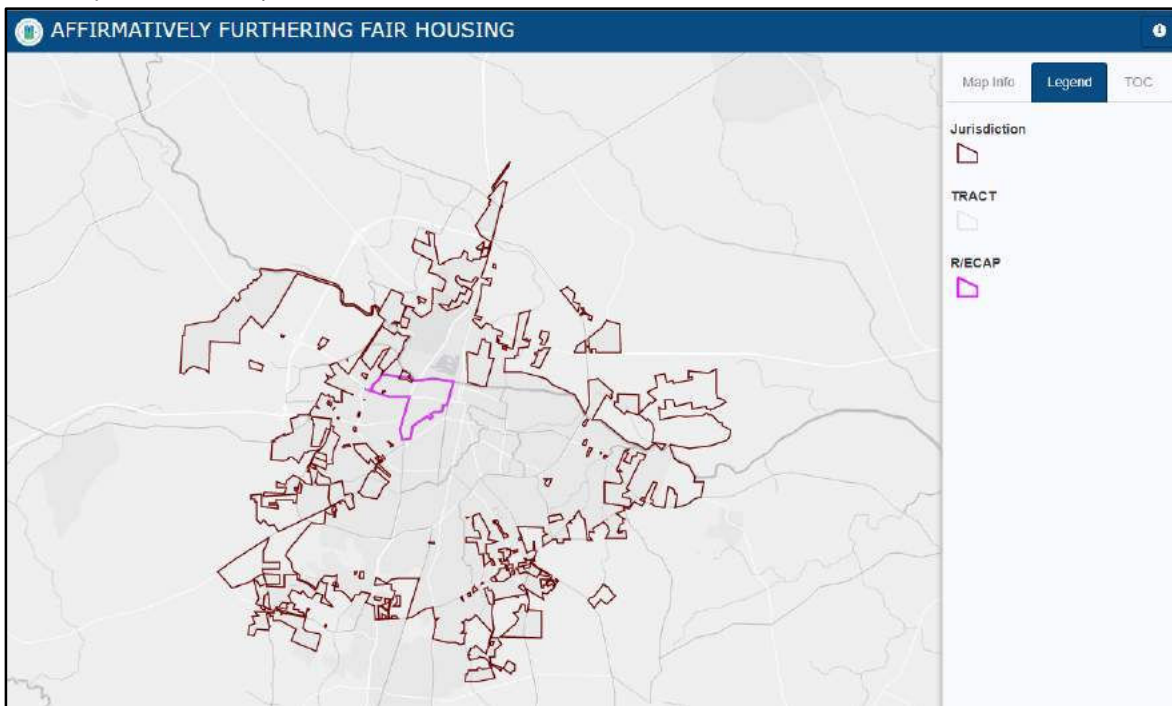 AFFIRMATIVELY FURTHERING FAIR HOUSING
Map Info Legend TOC
Jurisdiction
TRACT
R/ECAP